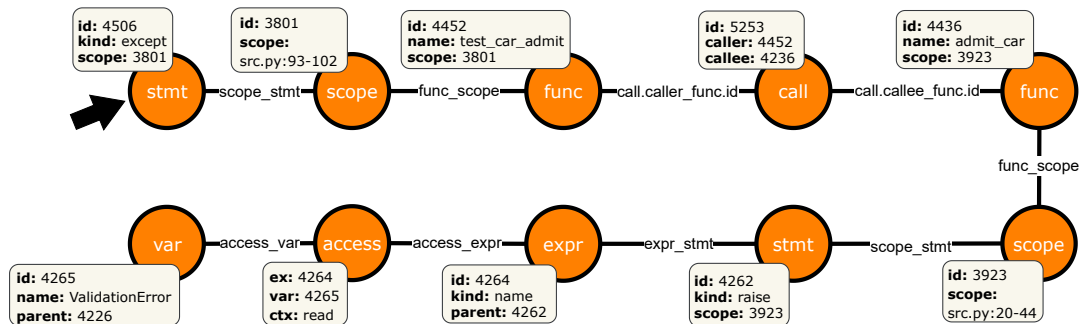 id: 4506
kind: except
scope: 3801
id: 3801
scope:
src.py:93-102
id: 4452
name: test_car_admit
scope: 3801
id: 5253
caller: 4452
callee: 4236
id: 4436
name: admit_car
scope: 3923
stmt
scope_stmt
scope
func_scope
func
call.caller_func.id
call
call.callee_func.id
func
func_scope
var
access_var
access
access_expr
expr
expr_stmt
stmt
scope_stmt
scope
id: 4265
name: ValidationError
parent: 4226
ex: 4264
var: 4265
ctx: read
id: 4264
kind: name
parent: 4262
id: 4262
kind: raise
scope: 3923
id: 3923
scope:
src.py:20-44